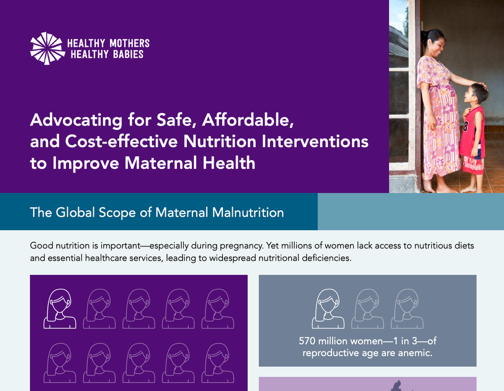 HEALTHY MOTHERS
HEALTHY BABIES
Advocating for Safe, Affordable,
and Cost-effective Nutrition Interventions
to Improve Maternal Health
The Global Scope of Maternal Malnutrition
Good nutrition is important—especially during pregnancy. Yet millions of women lack access to nutritious diets
and essential healthcare services, leading to widespread nutritional deficiencies.
570 million women—1 in 3—of
reproductive age are anemic.